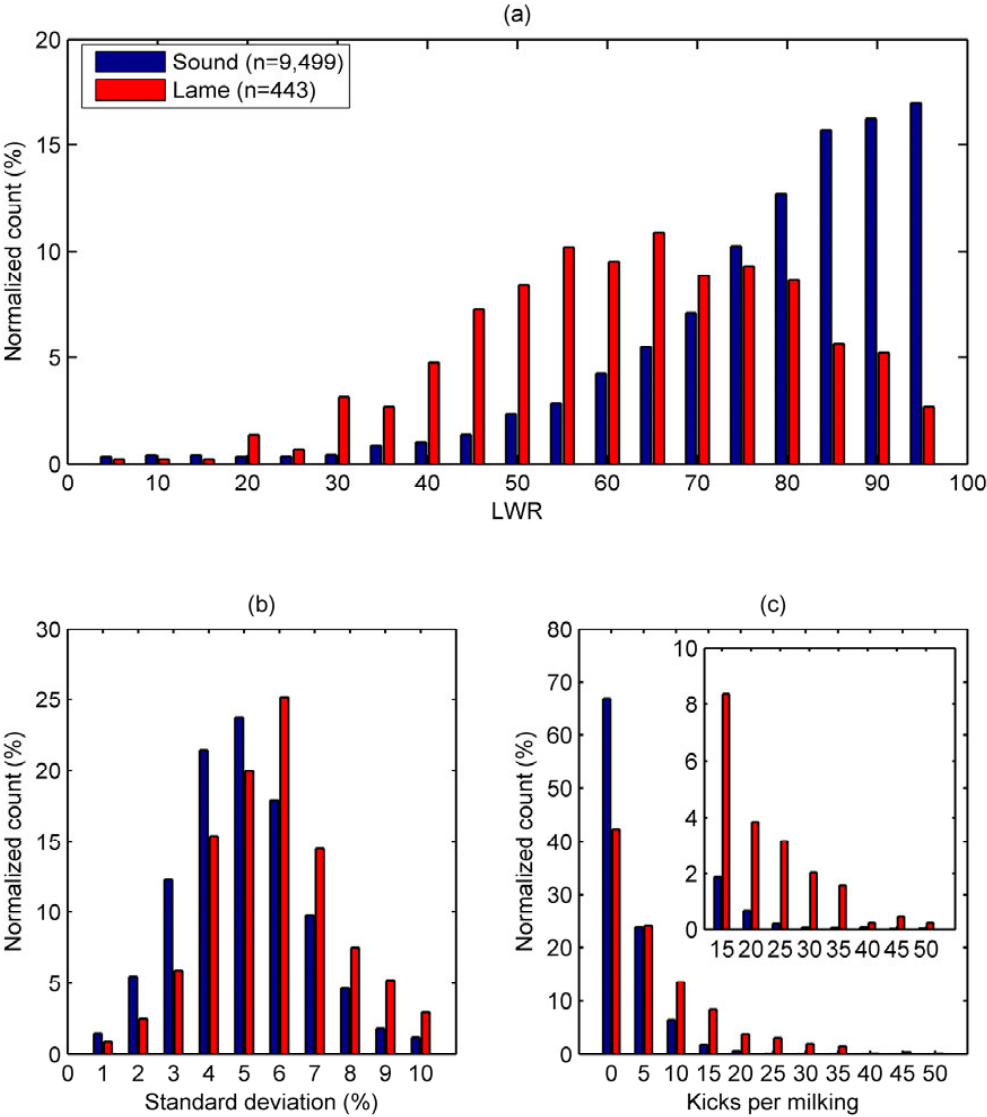 (a)
20
15
10
5
0
Normalized count (%)
Sound (n=9,499)
Lame (n=443)
0 10 20 30 40 50 60 70 80 90 100
LWR
(b)
30
25
20
15
10
5
0
Normalized count (%)
0 1 2 3 4 5 6 7 8 9 10
Standard deviation (%)
(c)
80
70
60
50
40
30
20
10
0
Normalized count (%)
10
8
6
4
2
0
15 20 25 30 35 40 45 50
0 5 10 15 20 25 30 35 40 45 50
Kicks per milking